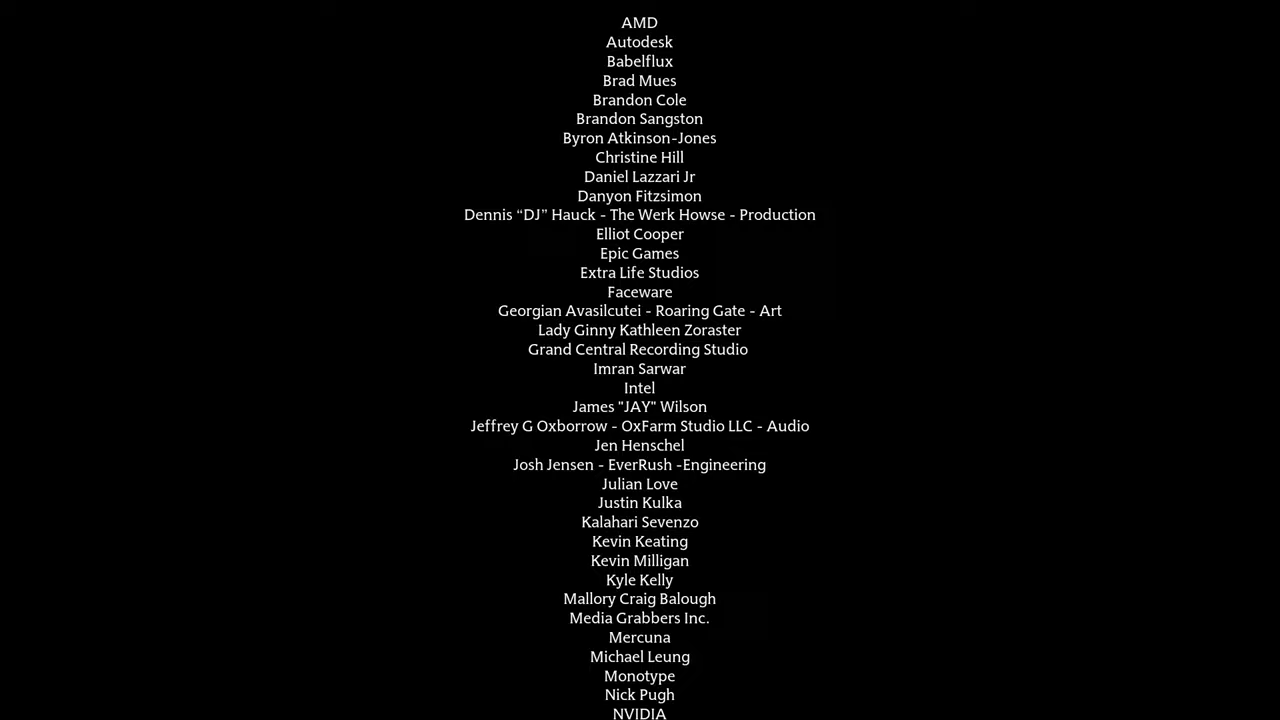 AMD
Autodesk
Babelflux
Brad Mues
Brandon Cole
Brandon Sangston
Byron Atkinson-Jones
Christine Hill
Daniel Lazzari Jr
Danyon Fitzsimon
Dennis “DJ” Hauck - The Werk Howse - Production
Elliot Cooper
Epic Games
Extra Life Studios
Faceware
Georgian Avasilcutei - Roaring Gate - Art
Lady Ginny Kathleen Zoraster
Grand Central Recording Studio
Imran Sarwar
Intel
James "JAY" Wilson
Jeffrey G Oxborrow - OxFarm Studio LLC - Audio
Jen Henschel
Josh Jensen - EverRush -Engineering
Julian Love
Justin Kulka
Kalahari Sevenzo
Kevin Keating
Kevin Milligan
Kyle Kelly
Mallory Craig Balough
Media Grabbers Inc.
Mercuna
Michael Leung
Monotype
Nick Pugh
NVIDIA